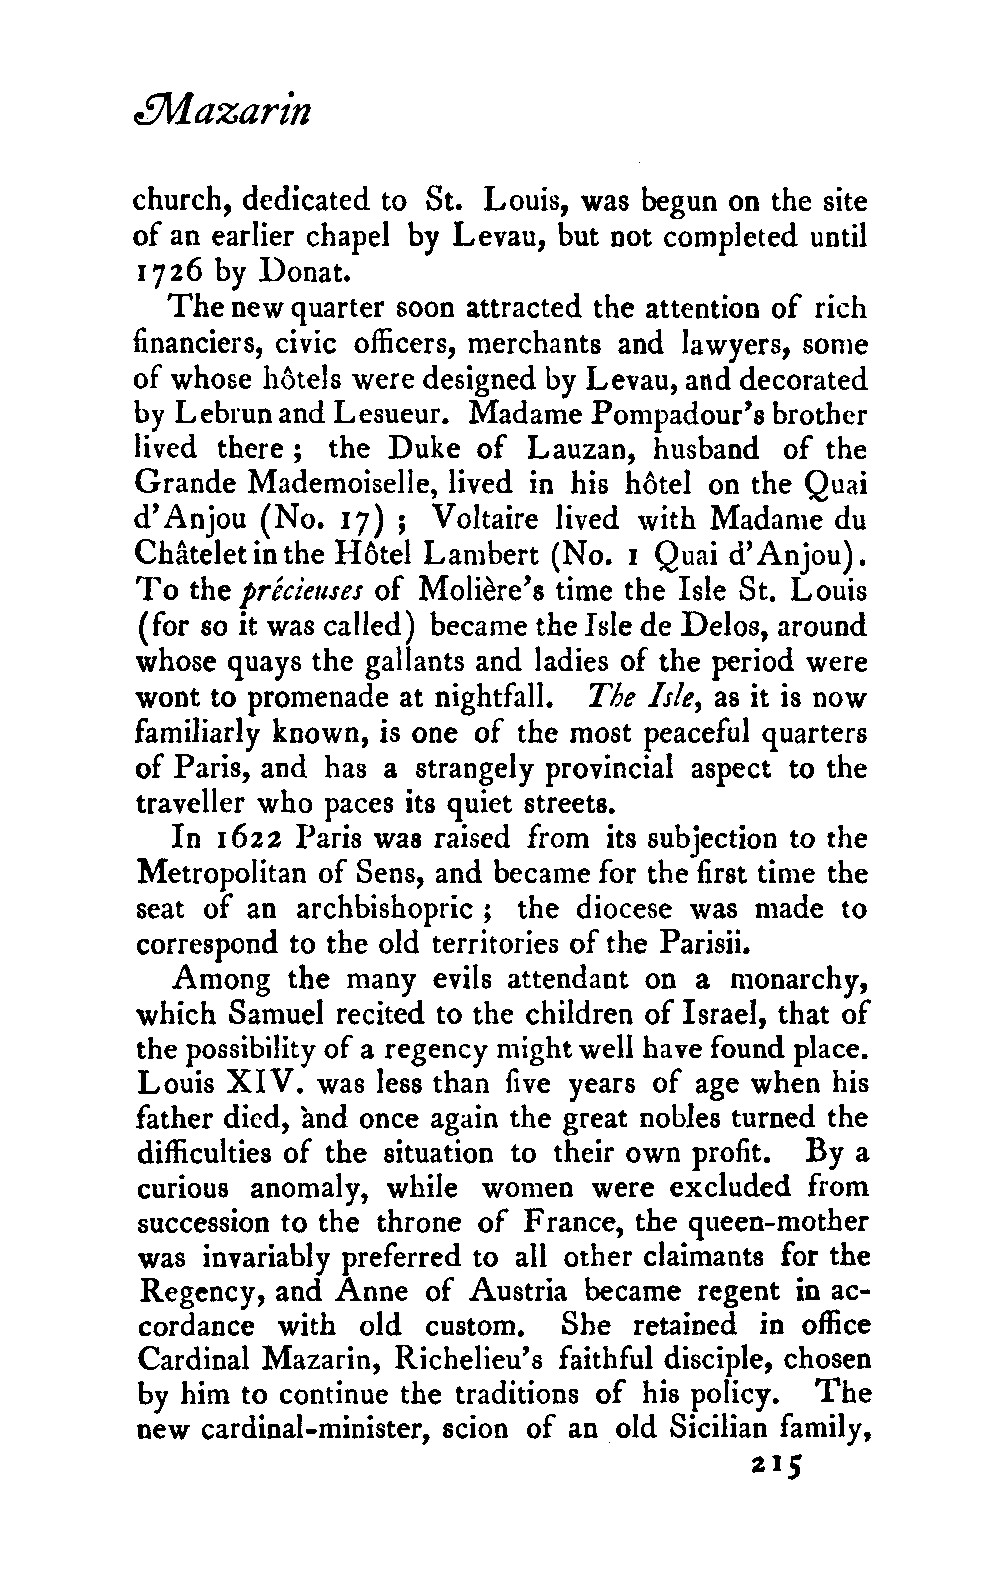 Mazarin
church, dedicated to St. Louis, was begun on the site
of an earlier chapel by Levau, but not completed until
1726 by Donat.
The new quarter soon attracted the attention of rich
financiers, civic officers, merchants and lawyers, some
of whose hôtels were designed by Levau, and decorated
by Lebrun and Lesueur. Madame Pompadour's brother
lived there ; the Duke of Lauzan, husband of the
Grande Mademoiselle, lived in his hôtel on the Quai
d'Anjou (No. 17) ; Voltaire lived with Madame du
Châtelet in the Hôtel Lambert (No. 1 Quai d'Anjou).
To the précieuses of Molière's time the Isle St. Louis
(for so it was called) became the Isle de Delos, around
whose quays the gallants and ladies of the period were
wont to promenade at nightfall. The Isle, as it is now
familiarly known, is one of the most peaceful quarters
of Paris, and has a strangely provincial aspect to the
traveller who paces its quiet streets.
In 1622 Paris was raised from its subjection to the
Metropolitan of Sens, and became for the first time the
seat of an archbishopric ; the diocese was made to
correspond to the old territories of the Parisii.
Among the many evils attendant on a monarchy,
which Samuel recited to the children of Israel, that of
the possibility of a regency might well have found place.
Louis XIV. was less than five years of age when his
father died, and once again the great nobles turned the
difficulties of the situation to their own profit. By a
curious anomaly, while women were excluded from
succession to the throne of France, the queen-mother
was invariably preferred to all other claimants for the
Regency, and Anne of Austria became regent in ac-
cordance with old custom. She retained in office
Cardinal Mazarin, Richelieu's faithful disciple, chosen
by him to continue the traditions of his policy. The
new cardinal-minister, scion of an old Sicilian family,
215